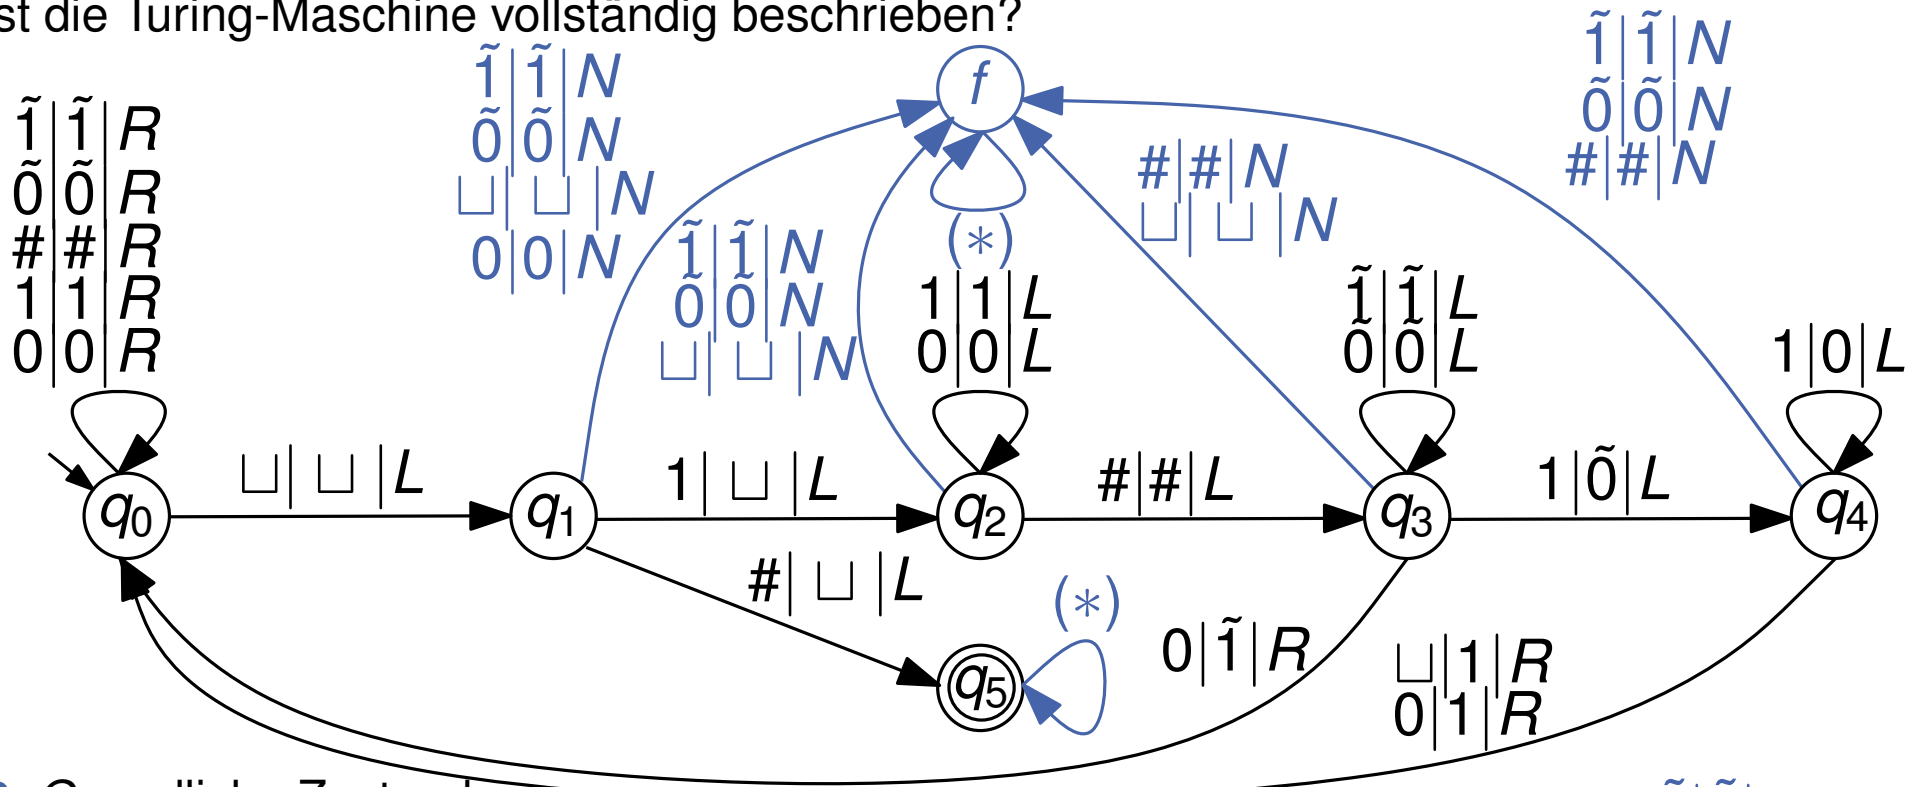 st die Turing-Maschine vollständig beschrieben?
1̃|1̃|N
0̃|0̃|N
⊔|⊔|N
0|0|N
f
(*)
1̃|1̃|N
0̃|0̃|N
#|#|N
#|#|N
⊔|⊔|N
1̃|1̃|R
0̃|0̃|R
#|#|R
1|1|R
0|0|R
1̃|1̃|N
0̃|0̃|N
⊔|⊔|N
1|1|L
0|0|L
1̃|1̃|L
0̃|0̃|L
1|0|L
q0
⊔|⊔|L
q1
1|⊔|L
q2
#|#|L
q3
1|0̃|L
q4
#|⊔|L
q5
(*)
0|1̃|R
⊔|1|R
0|1|R